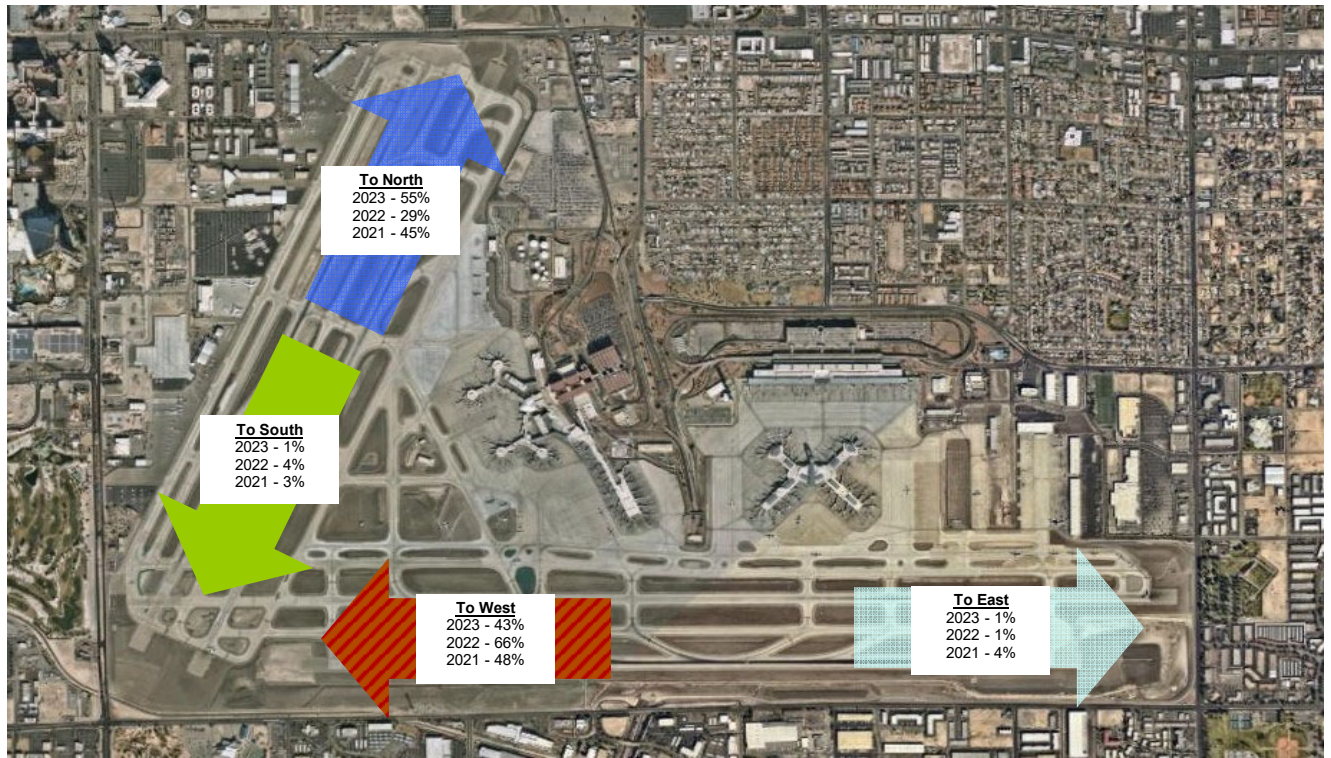 To North
2023 - 55%
2022 - 29%
2021 - 45%
To South
2023 - 1%
2022 - 4%
2021 - 3%
To West
2023 - 43%
2022 - 66%
2021 - 48%
To East
2023 - 1%
2022 - 1%
2021 - 4%